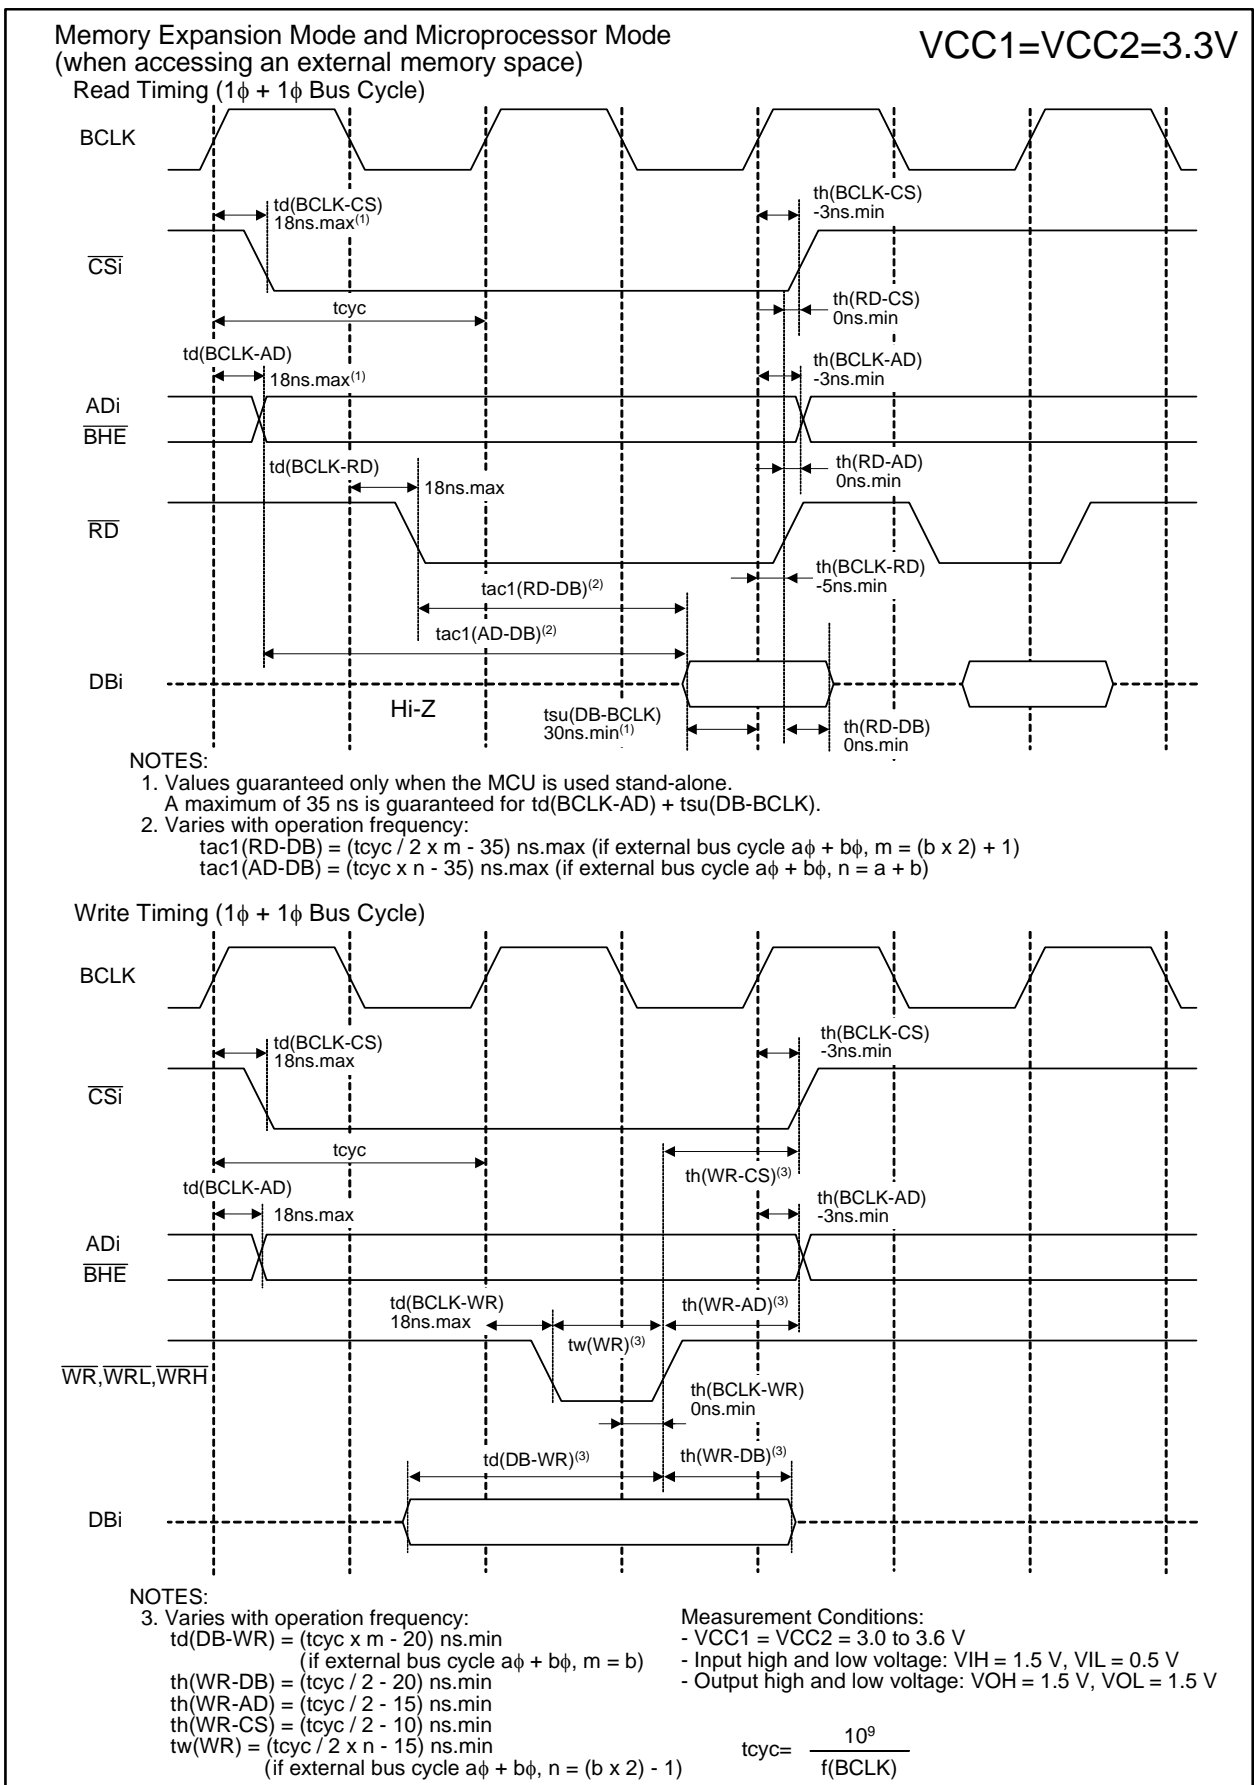 Memory Expansion Mode and Microprocessor Mode
(when accessing an external memory space)
VCC1=VCC2=3.3V
Read Timing (1ϕ + 1ϕ Bus Cycle)
BCLK
td(BCLK-CS)
18ns.max(1)
th(BCLK-CS)
-3ns.min
CSi
tcyc
th(RD-CS)
0ns.min
td(BCLK-AD)
18ns.max(1)
th(BCLK-AD)
-3ns.min
ADi
BHE
td(BCLK-RD)
18ns.max
th(RD-AD)
0ns.min
RD
th(BCLK-RD)
-5ns.min
tac1(RD-DB)(2)
tac1(AD-DB)(2)
DBi
Hi-Z
tsu(DB-BCLK)
30ns.min(1)
th(RD-DB)
0ns.min
NOTES:
1. Values guaranteed only when the MCU is used stand-alone.
A maximum of 35 ns is guaranteed for td(BCLK-AD) + tsu(DB-BCLK).
2. Varies with operation frequency:
tac1(RD-DB) = (tcyc / 2 x m - 35) ns.max (if external bus cycle aϕ + bϕ, m = (b x 2) + 1)
tac1(AD-DB) = (tcyc x n - 35) ns.max (if external bus cycle aϕ + bϕ, n = a + b)
Write Timing (1ϕ + 1ϕ Bus Cycle)
BCLK
td(BCLK-CS)
18ns.max
th(BCLK-CS)
-3ns.min
CSi
tcyc
th(WR-CS)(3)
td(BCLK-AD)
18ns.max
th(BCLK-AD)
-3ns.min
ADi
BHE
td(BCLK-WR)
18ns.max
tw(WR)(3)
th(WR-AD)(3)
WR,WRL,WRH
th(BCLK-WR)
0ns.min
td(DB-WR)(3)
th(WR-DB)(3)
DBi
NOTES:
3. Varies with operation frequency:
td(DB-WR) = (tcyc x m - 20) ns.min
(if external bus cycle aϕ + bϕ, m = b)
th(WR-DB) = (tcyc / 2 - 20) ns.min
th(WR-AD) = (tcyc / 2 - 15) ns.min
th(WR-CS) = (tcyc / 2 - 10) ns.min
tw(WR) = (tcyc / 2 x n - 15) ns.min
(if external bus cycle aϕ + bϕ, n = (b x 2) - 1)
Measurement Conditions:
- VCC1 = VCC2 = 3.0 to 3.6 V
- Input high and low voltage: VIH = 1.5 V, VIL = 0.5 V
- Output high and low voltage: VOH = 1.5 V, VOL = 1.5 V
tcyc= 10⁹
f(BCLK)